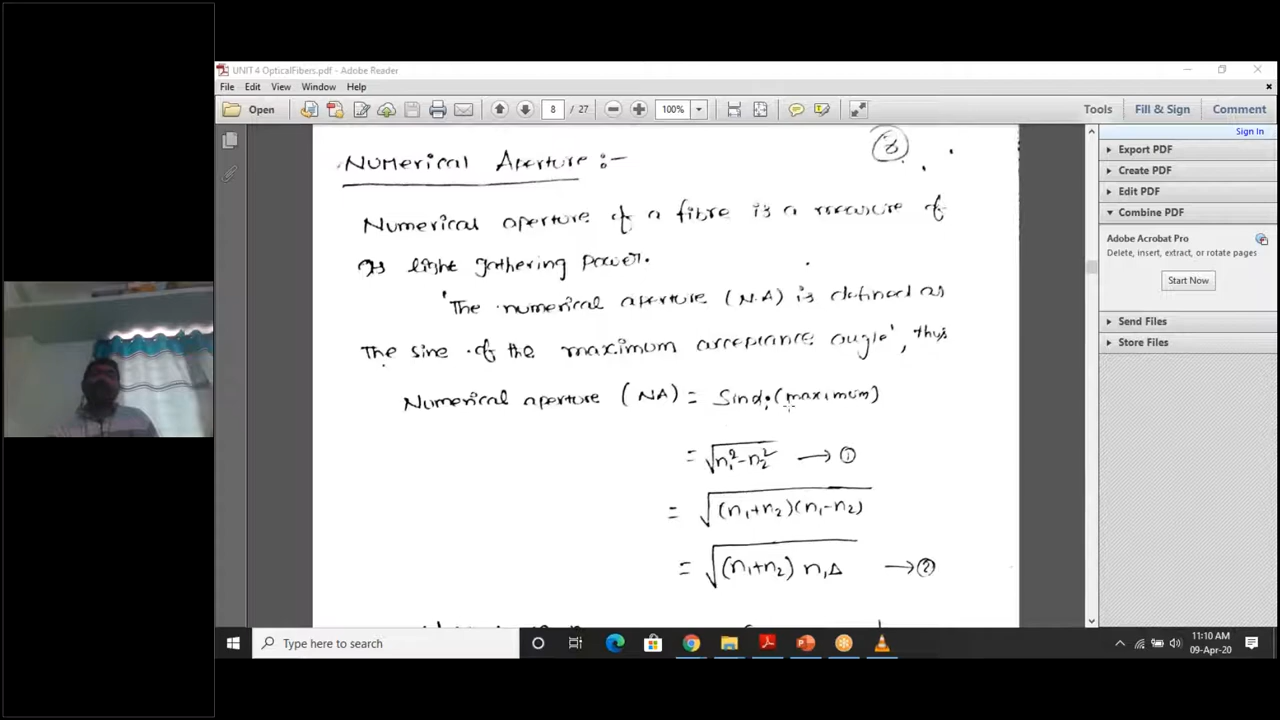 UNIT 4 OpticalFibers.pdf - Adobe Reader
File Edit View Window Help
Open 8 / 27 100% Tools Fill & Sign Comment
Sign In
Export PDF
Create PDF
Edit PDF
Combine PDF
Adobe Acrobat Pro
Delete, insert, extract, or rotate pages
Start Now
Send Files
Store Files
8
Numerical Aperture :-
Numerical aperture of a fibre is a measure of
its light gathering power.
'The numerical aperture (N.A) is defined as
The sine of the maximum acceptance angle', thus
Numerical aperture (NA) = Sinαi (maximum)
= √n₁²-n₂² → ①
= √(n₁+n₂)(n₁-n₂)
= √(n₁+n₂) n₁Δ → ②
Type here to search
11:10 AM
09-Apr-20